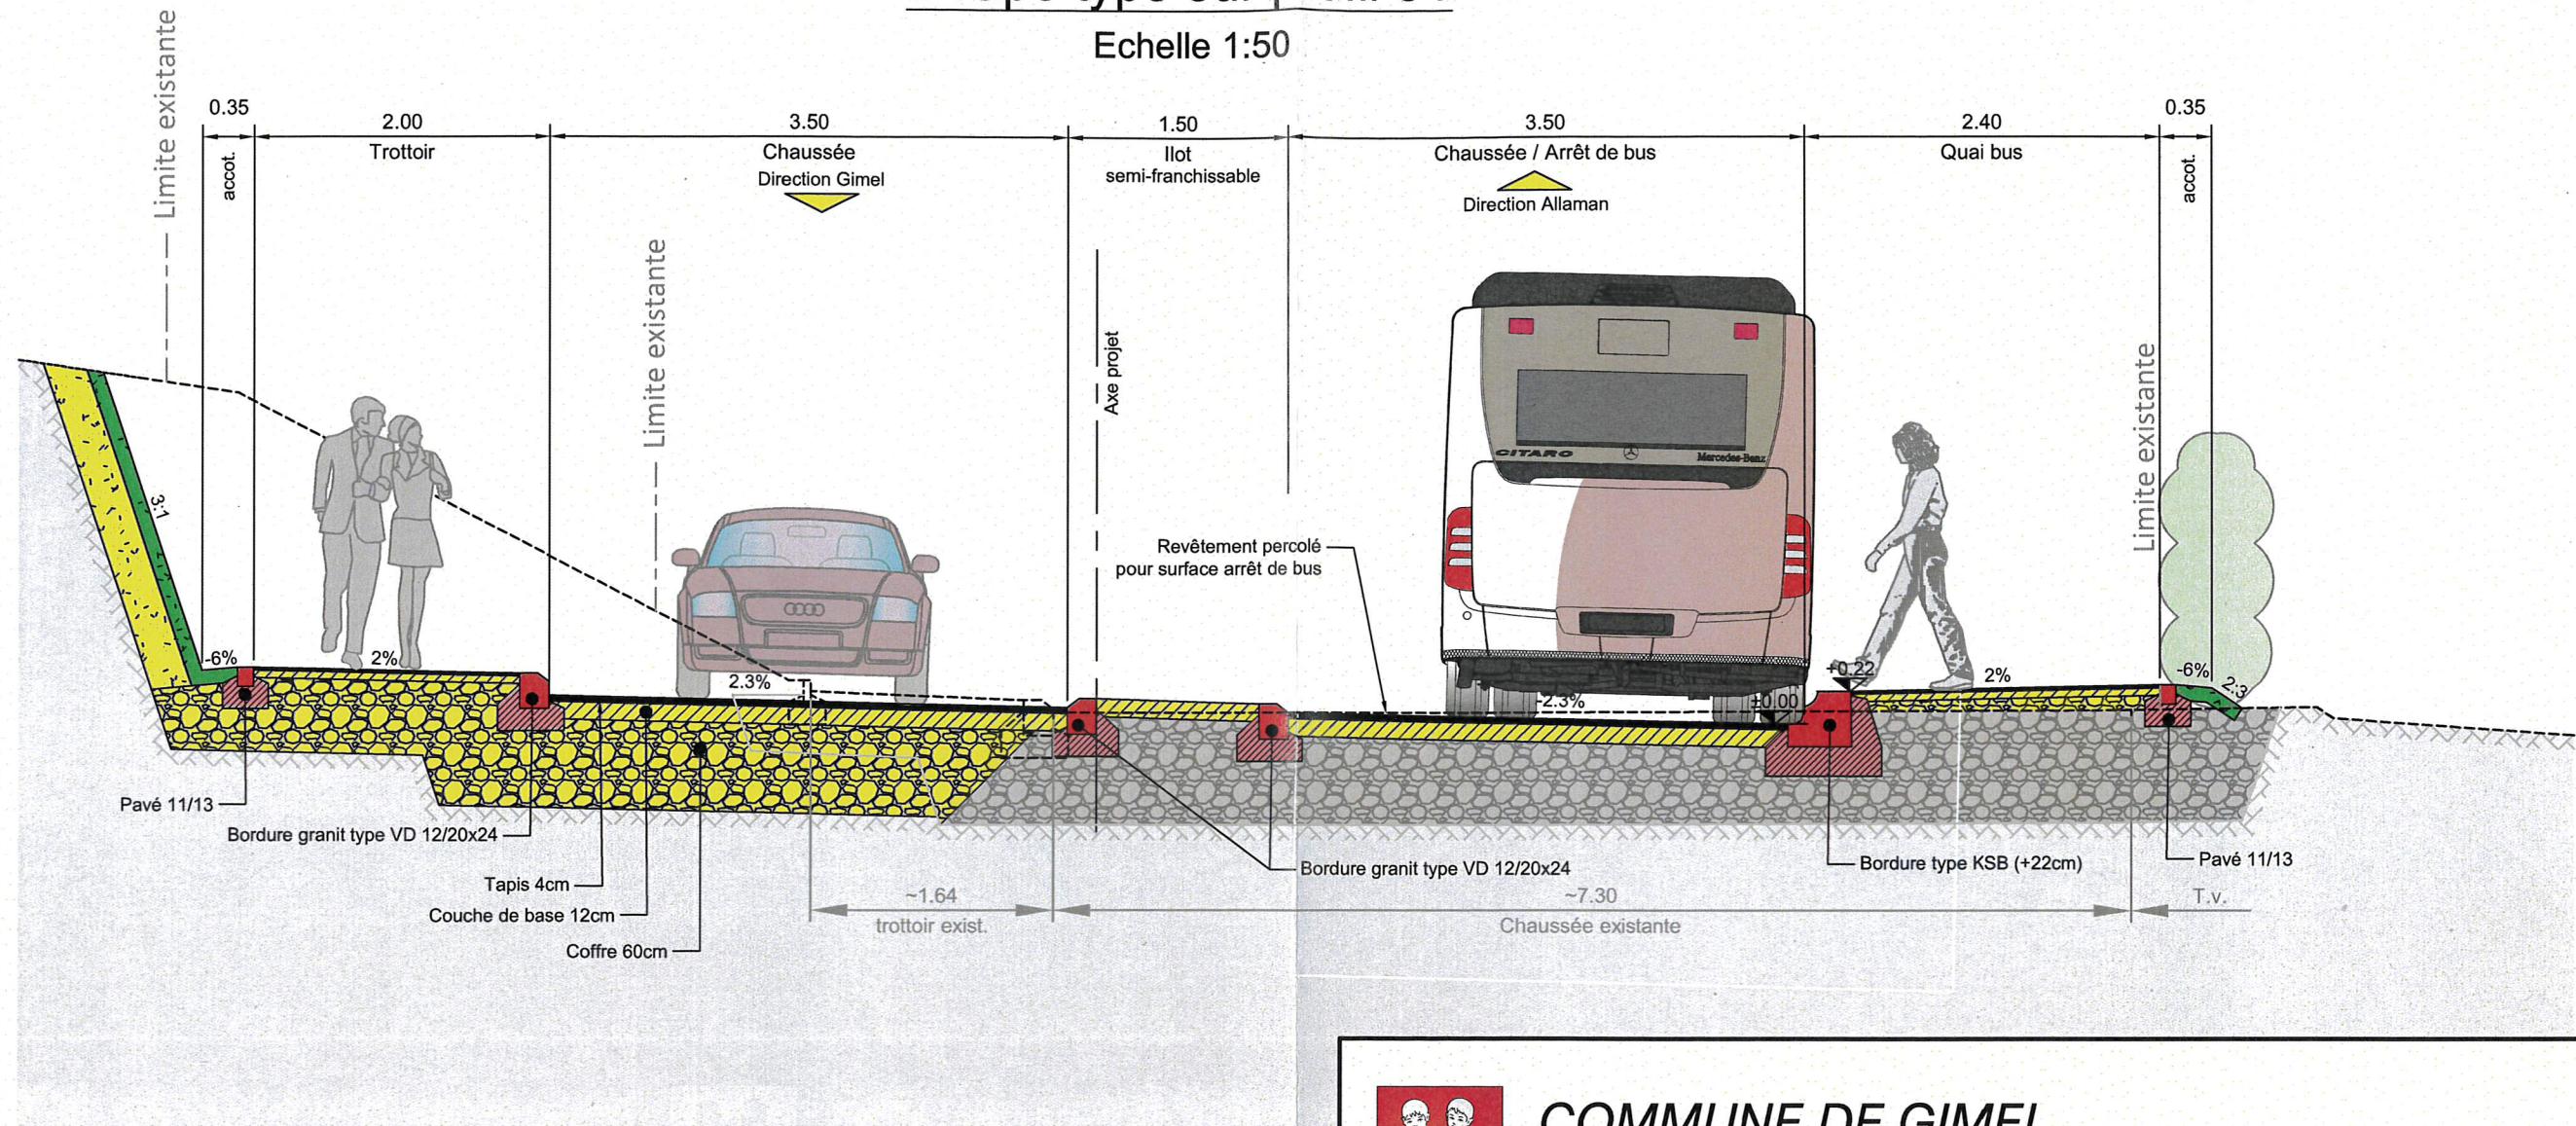 Echelle 1:50
Limite existante
0.35
2.00
3.50
1.50
3.50
2.40
0.35
accot.
Trottoir
Chaussée
Direction Gimel
Ilot
semi-franchissable
Chaussée / Arrêt de bus
Direction Allaman
Quai bus
accot.
Limite existante
Axe projet
Limite existante
CITARO
Mercedes-Benz
Revêtement percolé
pour surface arrêt de bus
3:1
-6%
2%
2.3%
-2.3%
±0.00
+0.22
2%
-6%
2:3
Pavé 11/13
Bordure granit type VD 12/20x24
Tapis 4cm
Couche de base 12cm
Coffre 60cm
~1.64
trottoir exist.
Bordure granit type VD 12/20x24
~7.30
Chaussée existante
Bordure type KSB (+22cm)
Pavé 11/13
T.v.
COMMUNE DE GIMEL